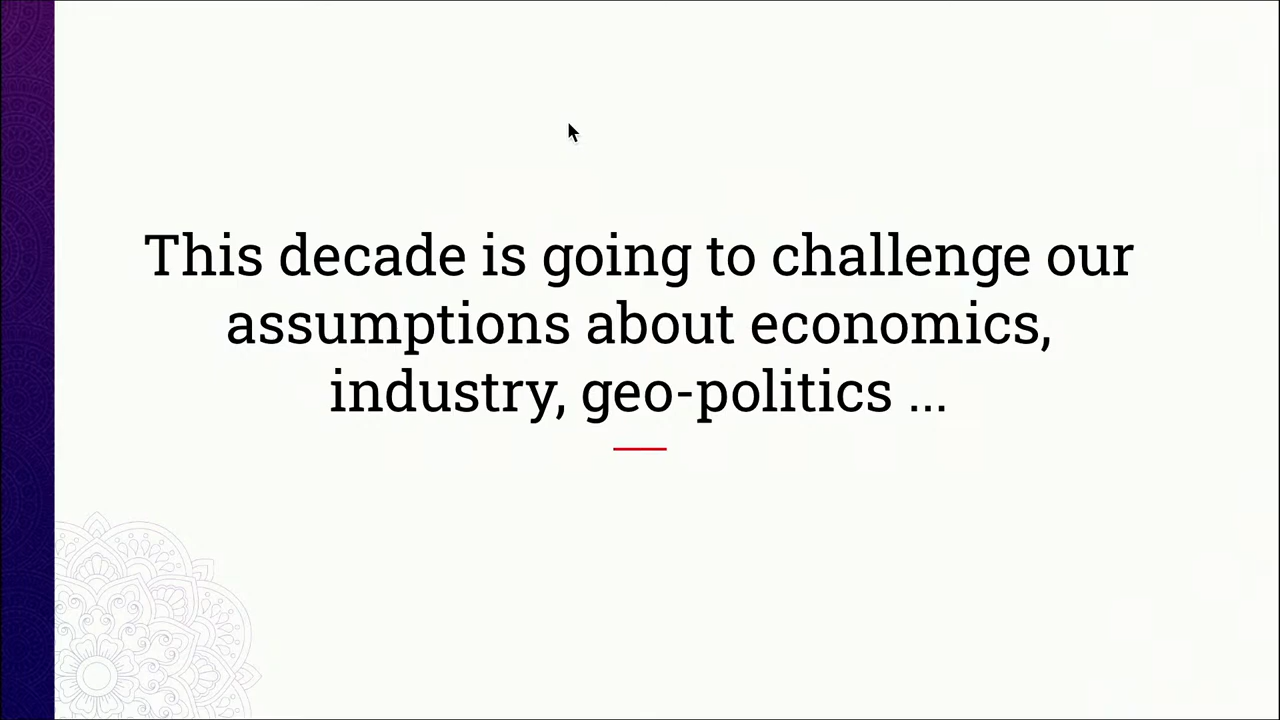 This decade is going to challenge our
assumptions about economics,
industry, geo-politics ...